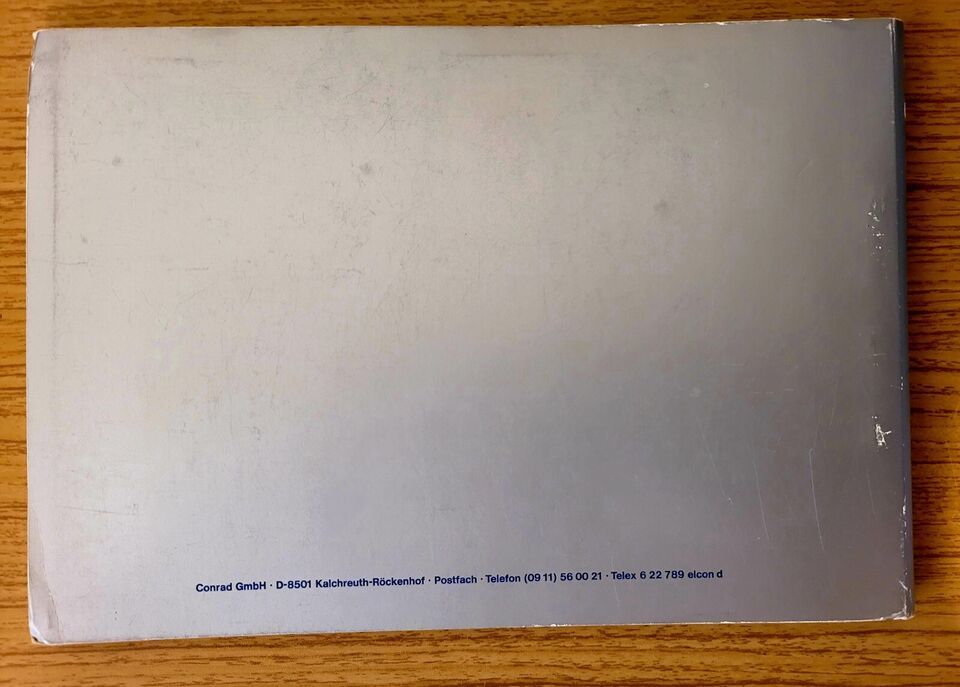 Conrad GmbH · D-8501 Kalchreuth-Röckenhof · Postfach · Telefon (09 11) 56 00 21 · Telex 6 22 789 elcon d